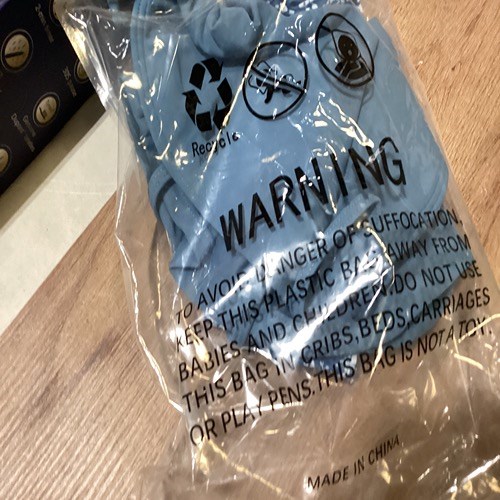 Recycle
WARNING
TO AVOID DANGER OF SUFFOCATION,
KEEP THIS PLASTIC BAG AWAY FROM
BABIES AND CHILDREN. DO NOT USE
THIS BAG IN CRIBS,BEDS,CARRIAGES
OR PLAY PENS.THIS BAG IS NOT A TOY.
MADE IN CHINA